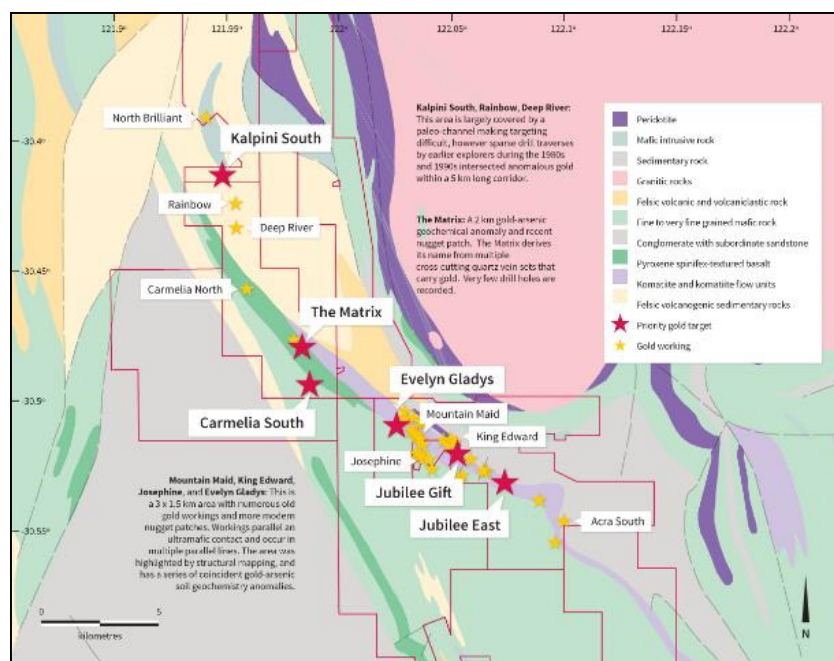 121.9°
121.95°
122°
122.05°
122.1°
122.15°
122.2°
-30.4°
-30.45°
-30.5°
-30.55°
North Brilliant
Kalpini South
Rainbow
Deep River
Carmelia North
The Matrix
Carmelia South
Evelyn Gladys
Mountain Maid
King Edward
Josephine
Jubilee Gift
Jubilee East
Acra South
Kalpini South, Rainbow, Deep River:
This area is largely covered by a
paleo-channel making targeting
difficult, however sparse drill traverses
by earlier explorers during the 1980s
and 1990s intersected anomalous gold
within a 5 km long corridor.
The Matrix: A 2 km gold-arsenic
geochemical anomaly and recent
nugget patch. The Matrix derives
its name from multiple
cross cutting quartz vein sets that
carry gold. Very few drill holes are
recorded.
Peridotite
Mafic intrusive rock
Sedimentary rock
Granitic rocks
Felsic volcanic and volcaniclastic rock
Fine to very fine grained mafic rock
Conglomerate with subordinate sandstone
Pyroxene spinifex-textured basalt
Komatiite and komatiite flow units
Felsic volcanogenic sedimentary rocks
Priority gold target
Gold working
Mountain Maid, King Edward,
Josephine, and Evelyn Gladys: This is
a 3 x 1.5 km area with numerous old
gold workings and more modern
nugget patches. Workings parallel an
ultramafic contact and occur in
multiple parallel lines. The area was
highlighted by structural mapping, and
has a series of coincident gold-arsenic
soil geochemistry anomalies.
0 5
kilometres
N